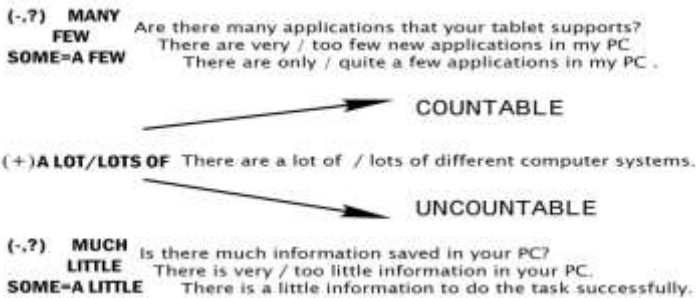 (-.?) MANY Are there many applications that your tablet supports?
FEW There are very / too few new applications in my PC
SOME=A FEW There are only / quite a few applications in my PC .
COUNTABLE
(+)A LOT/LOTS OF There are a lot of / lots of different computer systems.
UNCOUNTABLE
(-.?) MUCH Is there much information saved in your PC?
LITTLE There is very / too little information in your PC.
SOME=A LITTLE There is a little information to do the task successfully.